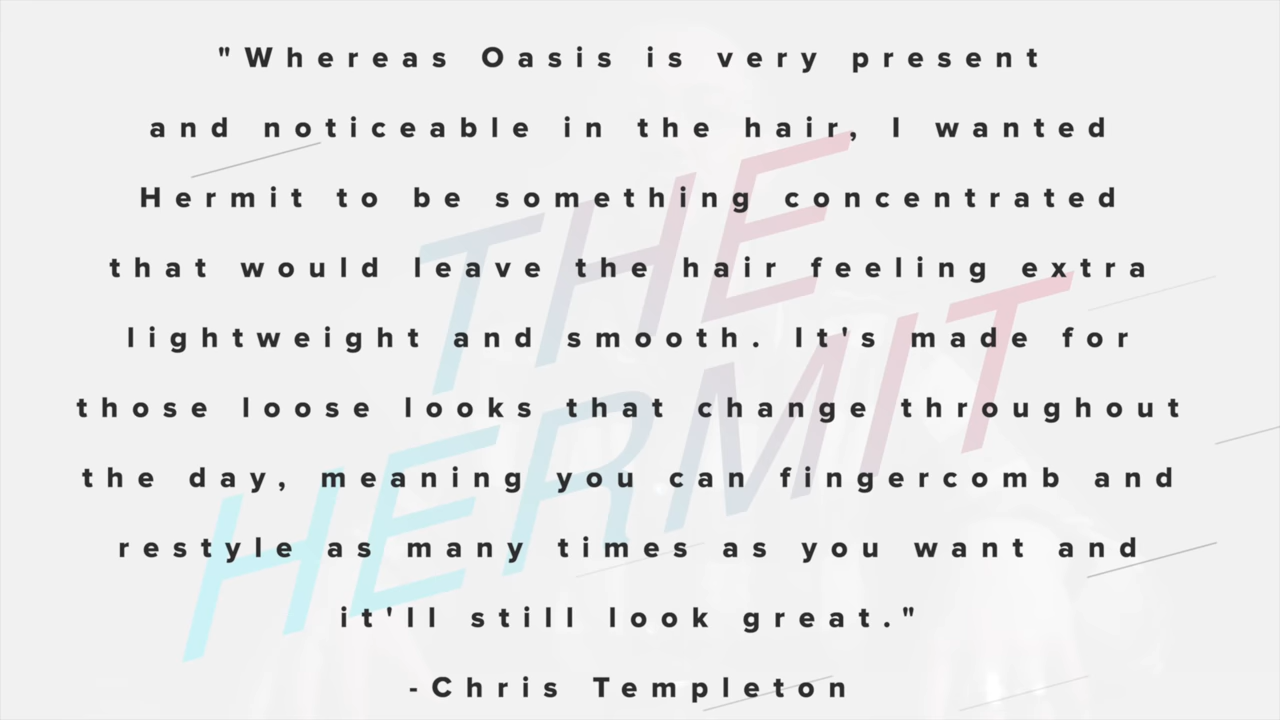 "Whereas Oasis is very present
and noticeable in the hair, I wanted
Hermit to be something concentrated
that would leave the hair feeling extra
lightweight and smooth. It's made for
those loose looks that change throughout
the day, meaning you can fingercomb and
restyle as many times as you want and
it'll still look great."
-Chris Templeton
THE
HERMIT